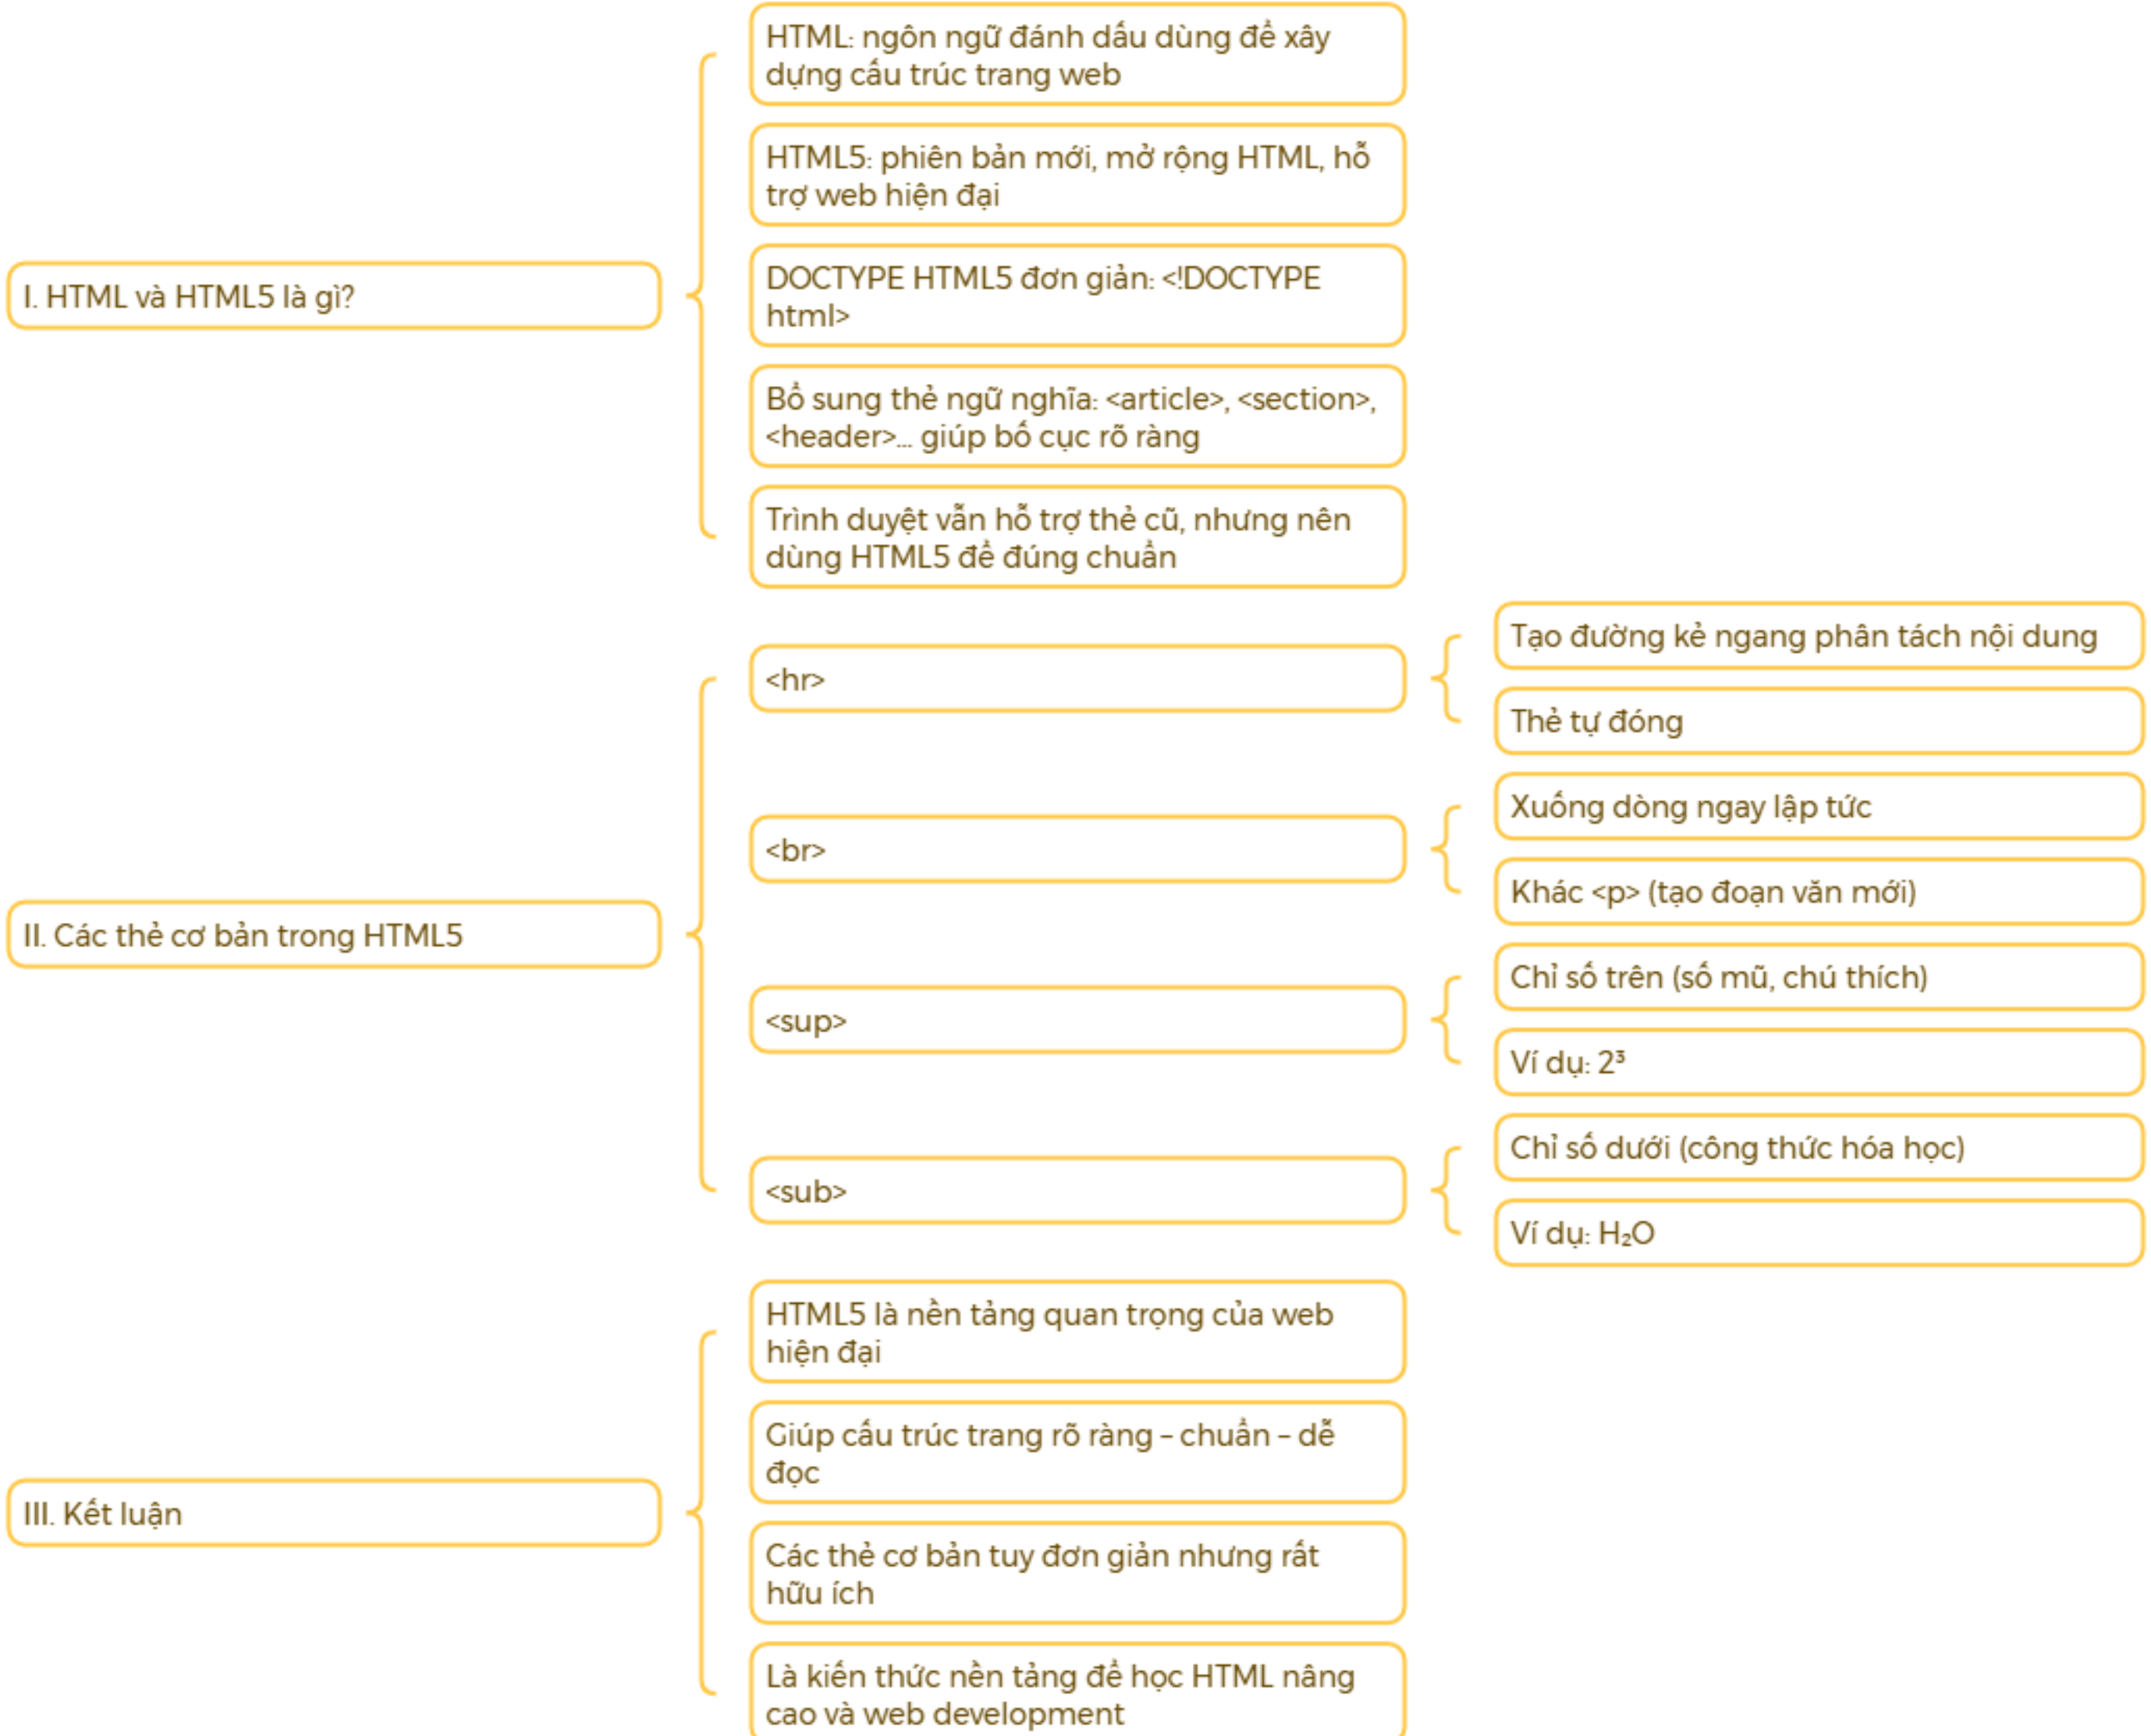 I. HTML và HTML5 là gì?
HTML: ngôn ngữ đánh dấu dùng để xây
dựng cấu trúc trang web
HTML5: phiên bản mới, mở rộng HTML, hỗ
trợ web hiện đại
DOCTYPE HTML5 đơn giản: <!DOCTYPE
html>
Bổ sung thẻ ngữ nghĩa: <article>, <section>,
<header>... giúp bố cục rõ ràng
Trình duyệt vẫn hỗ trợ thẻ cũ, nhưng nên
dùng HTML5 để đúng chuẩn
II. Các thẻ cơ bản trong HTML5
<hr>
Tạo đường kẻ ngang phân tách nội dung
Thẻ tự đóng
<br>
Xuống dòng ngay lập tức
Khác <p> (tạo đoạn văn mới)
<sup>
Chỉ số trên (số mũ, chú thích)
Ví dụ: 2³
<sub>
Chỉ số dưới (công thức hóa học)
Ví dụ: H₂O
III. Kết luận
HTML5 là nền tảng quan trọng của web
hiện đại
Giúp cấu trúc trang rõ ràng – chuẩn – dễ
đọc
Các thẻ cơ bản tuy đơn giản nhưng rất
hữu ích
Là kiến thức nền tảng để học HTML nâng
cao và web development